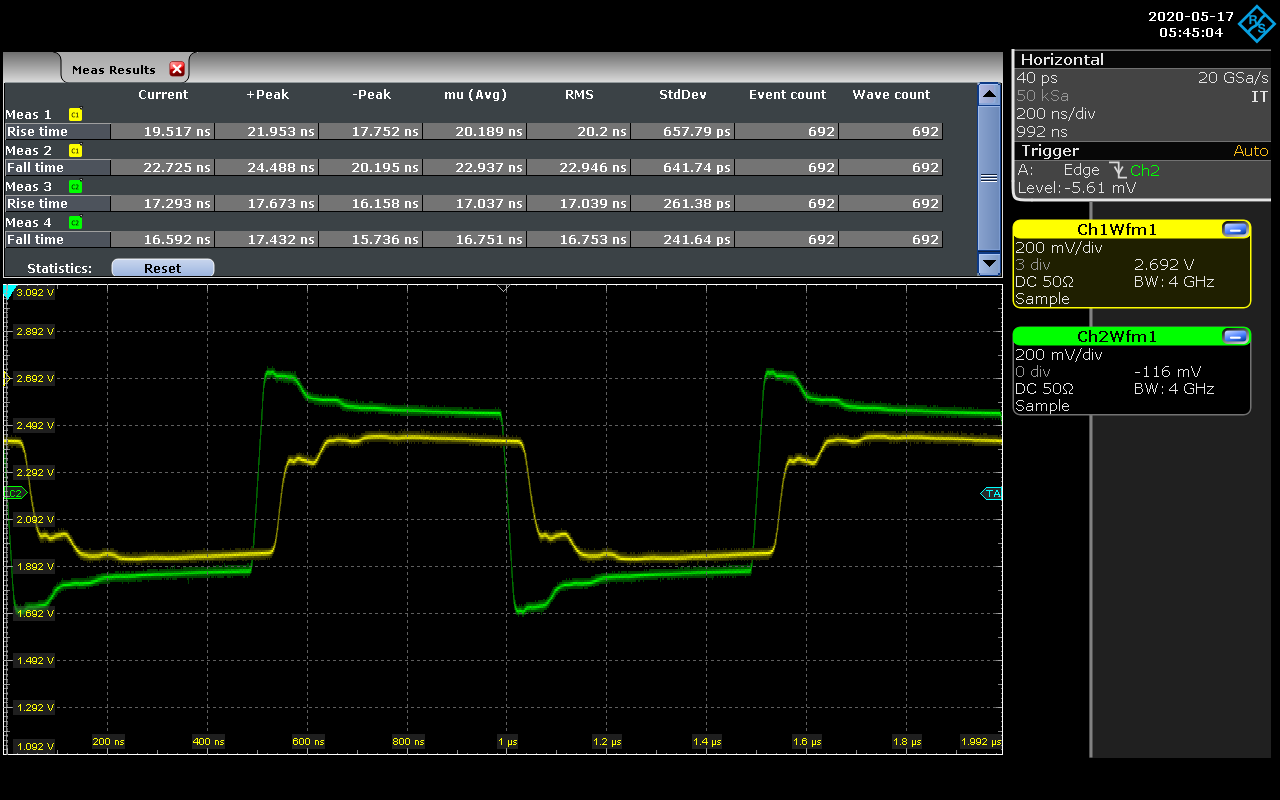 2020-05-17
05:45:04
R S
Meas Results
Current +Peak -Peak mu (Avg) RMS StdDev Event count Wave count
Meas 1 C1
Rise time 19.517 ns 21.953 ns 17.752 ns 20.189 ns 20.2 ns 657.79 ps 692 692
Meas 2 C1
Fall time 22.725 ns 24.488 ns 20.195 ns 22.937 ns 22.946 ns 641.74 ps 692 692
Meas 3 C2
Rise time 17.293 ns 17.673 ns 16.158 ns 17.037 ns 17.039 ns 261.38 ps 692 692
Meas 4 C2
Fall time 16.592 ns 17.432 ns 15.736 ns 16.751 ns 16.753 ns 241.64 ps 692 692
Statistics: Reset
Horizontal
40 ps 20 GSa/s
50 kSa IT
200 ns/div
992 ns
Trigger Auto
A: Edge Ch2
Level: -5.61 mV
Ch1Wfm1
200 mV/div
3 div 2.692 V
DC 50Ω BW: 4 GHz
Sample
Ch2Wfm1
200 mV/div
0 div -116 mV
DC 50Ω BW: 4 GHz
Sample
3.092 V
2.892 V
2.692 V
2.492 V
2.292 V
C2 TA
2.092 V
1.892 V
1.692 V
1.492 V
1.292 V
1.092 V
200 ns 400 ns 600 ns 800 ns 1 µs 1.2 µs 1.4 µs 1.6 µs 1.8 µs 1.992 µs